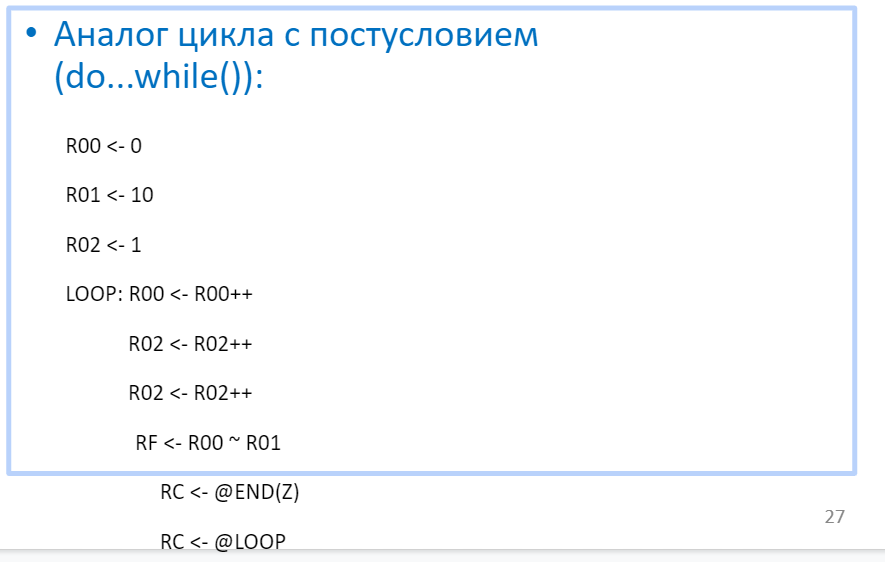 • Аналог цикла с постусловием
(do...while()):
R00 <- 0
R01 <- 10
R02 <- 1
LOOP: R00 <- R00++
R02 <- R02++
R02 <- R02++
RF <- R00 ~ R01
RC <- @END(Z)
RC <- @LOOP
27